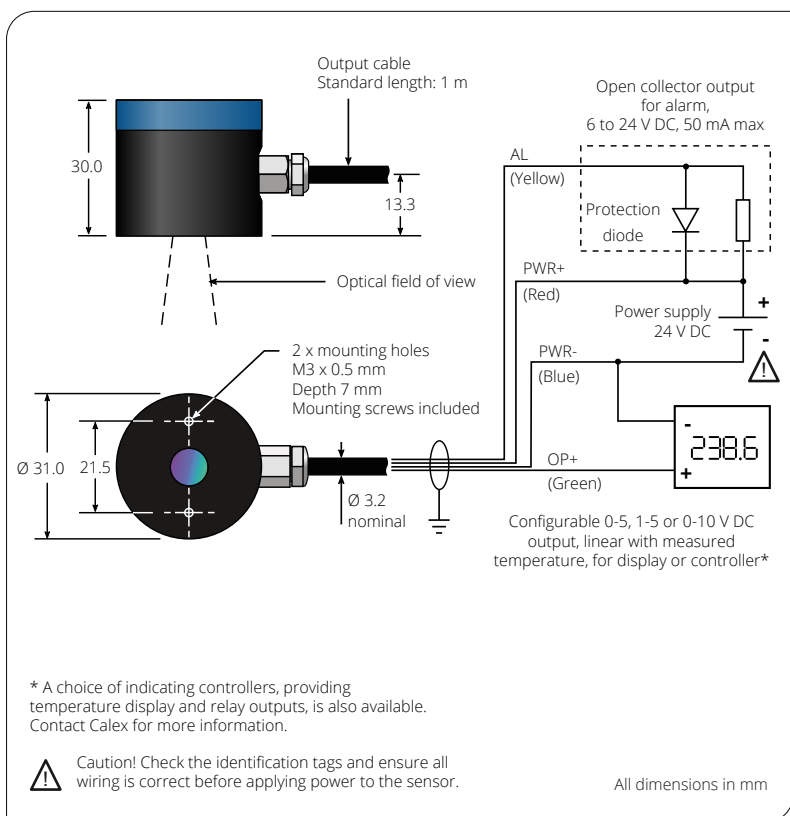 Output cable
Standard length: 1 m
30.0
13.3
Optical field of view
Open collector output
for alarm,
6 to 24 V DC, 50 mA max
AL
(Yellow)
Protection
diode
PWR+
(Red)
Power supply
24 V DC
+
-
PWR-
(Blue)
2 x mounting holes
M3 x 0.5 mm
Depth 7 mm
Mounting screws included
Ø 31.0
21.5
Ø 3.2
nominal
OP+
(Green)
-
+
238.6
Configurable 0-5, 1-5 or 0-10 V DC
output, linear with measured
temperature, for display or controller*
* A choice of indicating controllers, providing
temperature display and relay outputs, is also available.
Contact Calex for more information.
Caution! Check the identification tags and ensure all
wiring is correct before applying power to the sensor.
All dimensions in mm